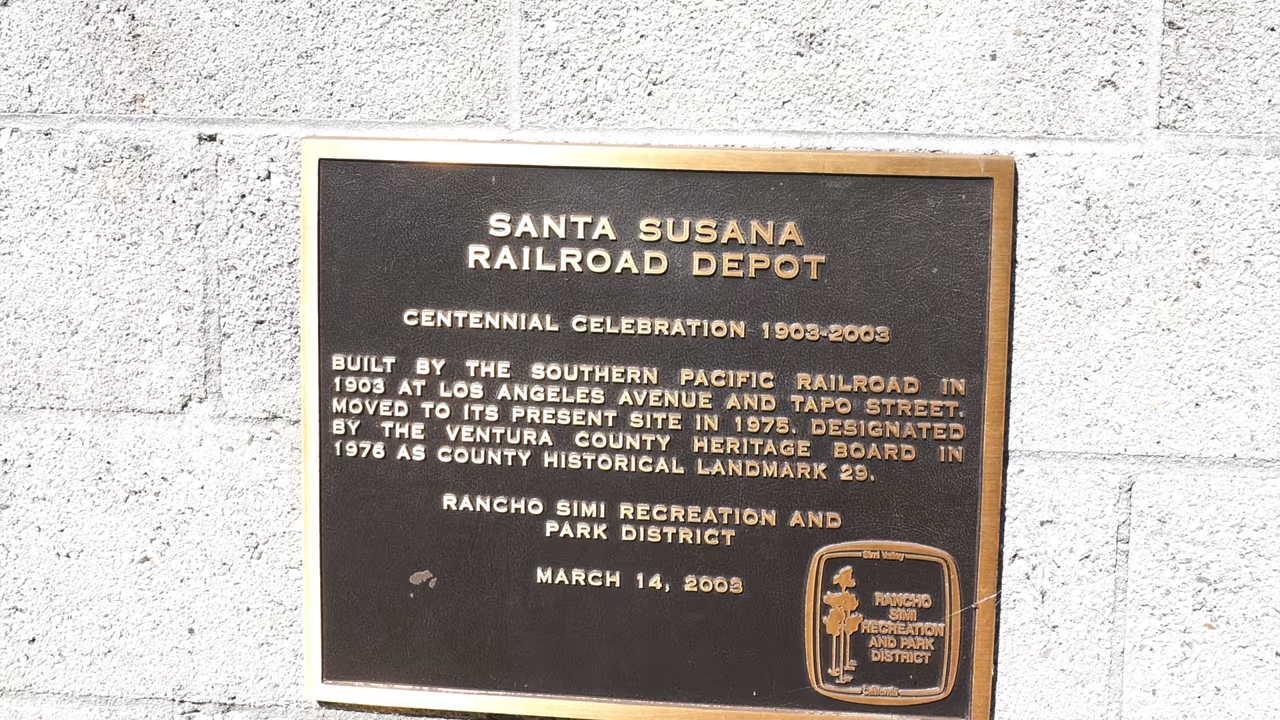 SANTA SUSANA
RAILROAD DEPOT
CENTENNIAL CELEBRATION 1903-2003
BUILT BY THE SOUTHERN PACIFIC RAILROAD IN
1903 AT LOS ANGELES AVENUE AND TAPO STREET.
MOVED TO ITS PRESENT SITE IN 1975. DESIGNATED
BY THE VENTURA COUNTY HERITAGE BOARD IN
1976 AS COUNTY HISTORICAL LANDMARK 29.
RANCHO SIMI RECREATION AND
PARK DISTRICT
MARCH 14, 2003
Simi Valley
RANCHO
SIMI
RECREATION
AND PARK
DISTRICT
California